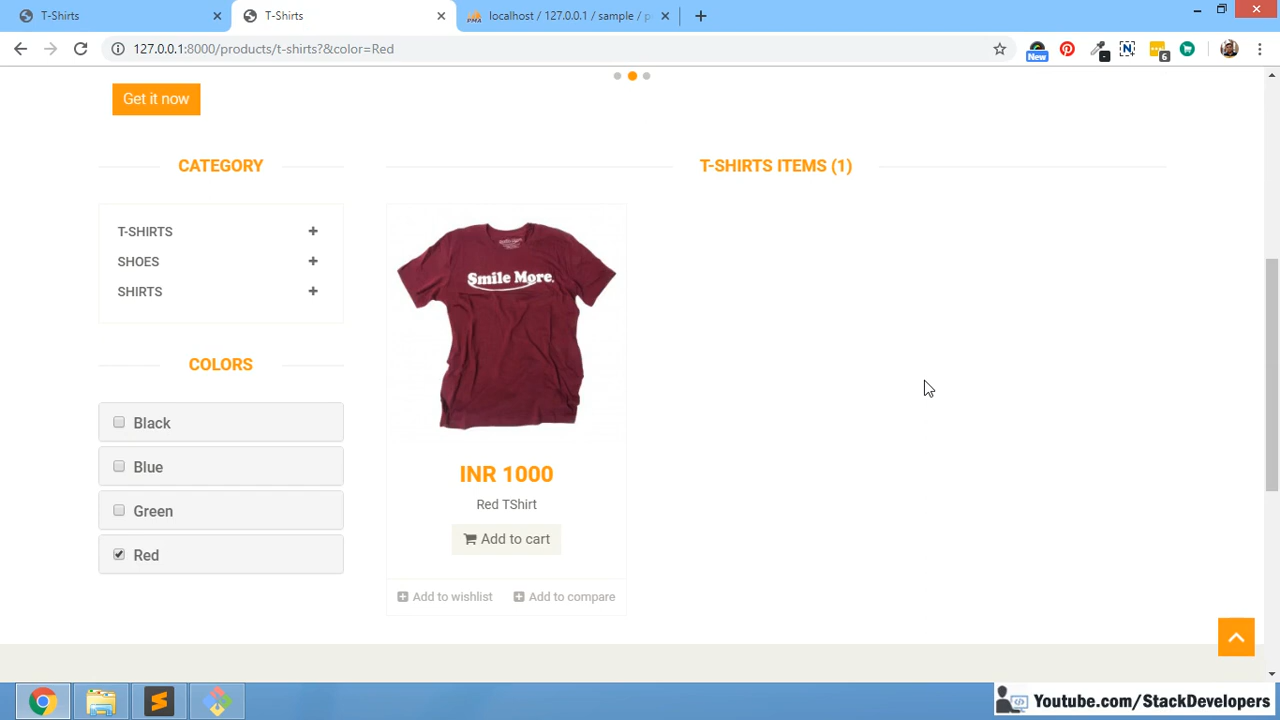 T-Shirts
T-Shirts
localhost / 127.0.0.1 / sample / p
127.0.0.1:8000/products/t-shirts?&color=Red
New
6
Get it now
CATEGORY
T-SHIRTS ITEMS (1)
T-SHIRTS
SHOES
SHIRTS
Smile More.
COLORS
Black
Blue
Green
Red
INR 1000
Red TShirt
Add to cart
Add to wishlist
Add to compare
Youtube.com/StackDevelopers